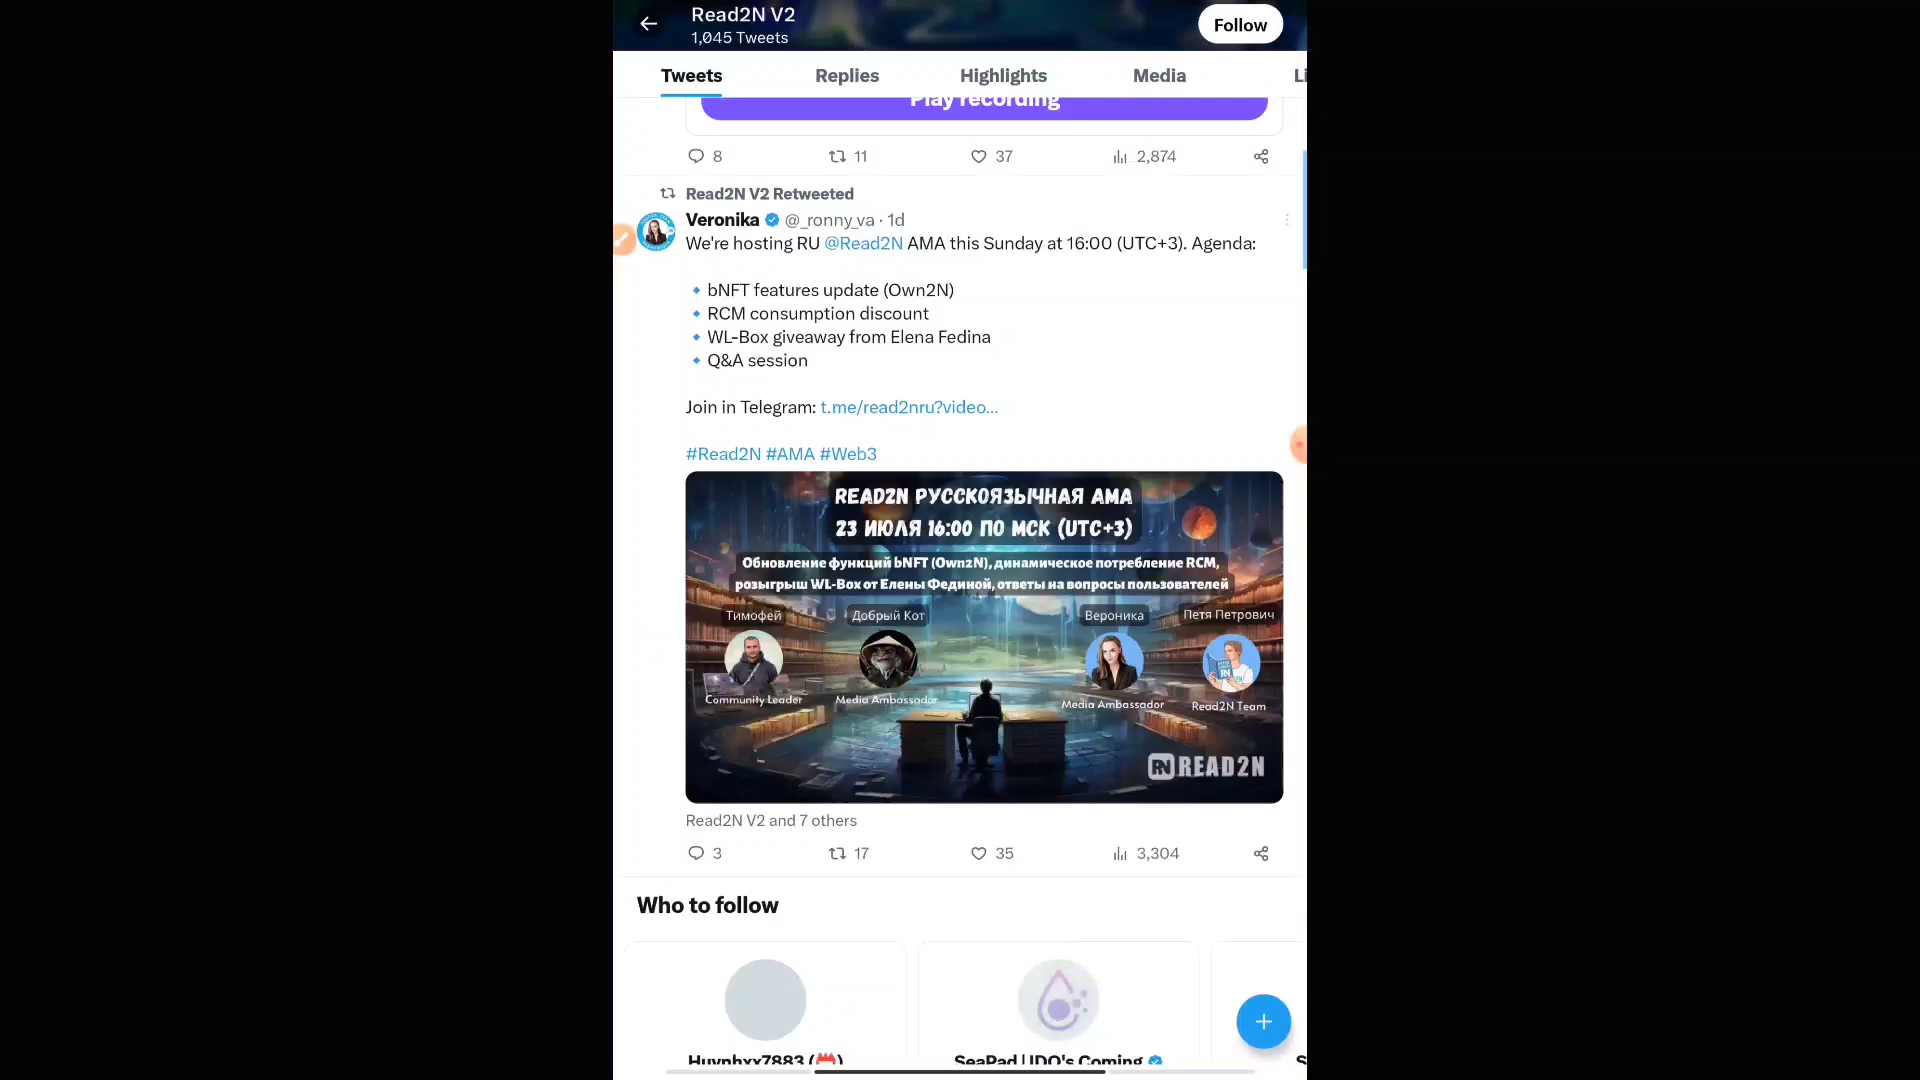 Read2N V2
1,045 Tweets
Follow
Tweets Replies Highlights Media Li
Play recording
8 11 37 2,874
Read2N V2 Retweeted
Veronika @_ronny_va · 1d
We're hosting RU @Read2N AMA this Sunday at 16:00 (UTC+3). Agenda:
🔹bNFT features update (Own2N)
🔹RCM consumption discount
🔹WL-Box giveaway from Elena Fedina
🔹Q&A session
Join in Telegram: t.me/read2nru?video...
#Read2N #AMA #Web3
READ2N РУССКОЯЗЫЧНАЯ АМА
23 ИЮЛЯ 16:00 ПО МСК (UTC+3)
Обновление функций bNFT (Own2N), динамическое потребление RCM,
розыгрыш WL-Box от Елены Фединой, ответы на вопросы пользователей
Тимофей Добрый Кот Вероника Петя Петрович
Community Leader Media Ambassador Media Ambassador Read2N Team
RN READ2N
Read2N V2 and 7 others
3 17 35 3,304
Who to follow
Huynhxx7883 (🦰) SeaPad | IDO's Coming S